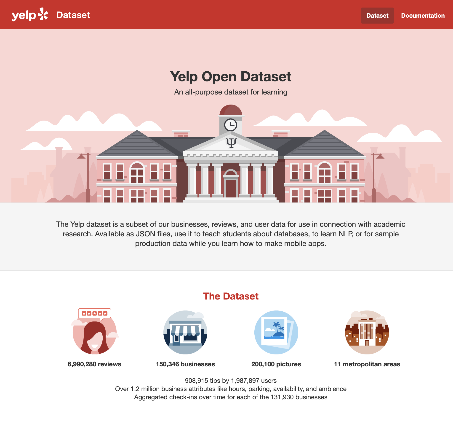 yelp Dataset
Dataset Documentation
Yelp Open Dataset
An all-purpose dataset for learning
Ψ
The Yelp dataset is a subset of our businesses, reviews, and user data for use in connection with academic
research. Available as JSON files, use it to teach students about databases, to learn NLP, or for sample
production data while you learn how to make mobile apps.
The Dataset
6,990,280 reviews
150,346 businesses
200,100 pictures
11 metropolitan areas
908,915 tips by 1,987,897 users
Over 1.2 million business attributes like hours, parking, availability, and ambience
Aggregated check-ins over time for each of the 131,930 businesses